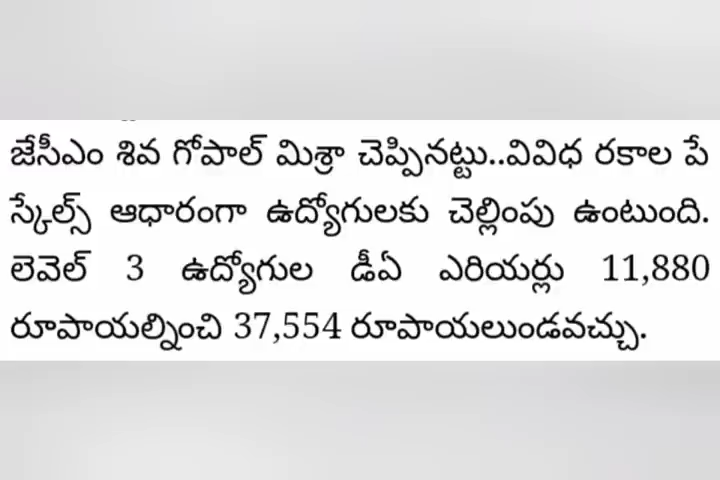 జేసీఎం శివ గోపాల్ మిశ్రా చెప్పినట్టు..వివిధ రకాల పే
స్కేల్స్ ఆధారంగా ఉద్యోగులకు చెల్లింపు ఉంటుంది.
లెవెల్ 3 ఉద్యోగుల డీఏ ఎరియర్లు 11,880
రూపాయల్నించి 37,554 రూపాయలుండవచ్చు.